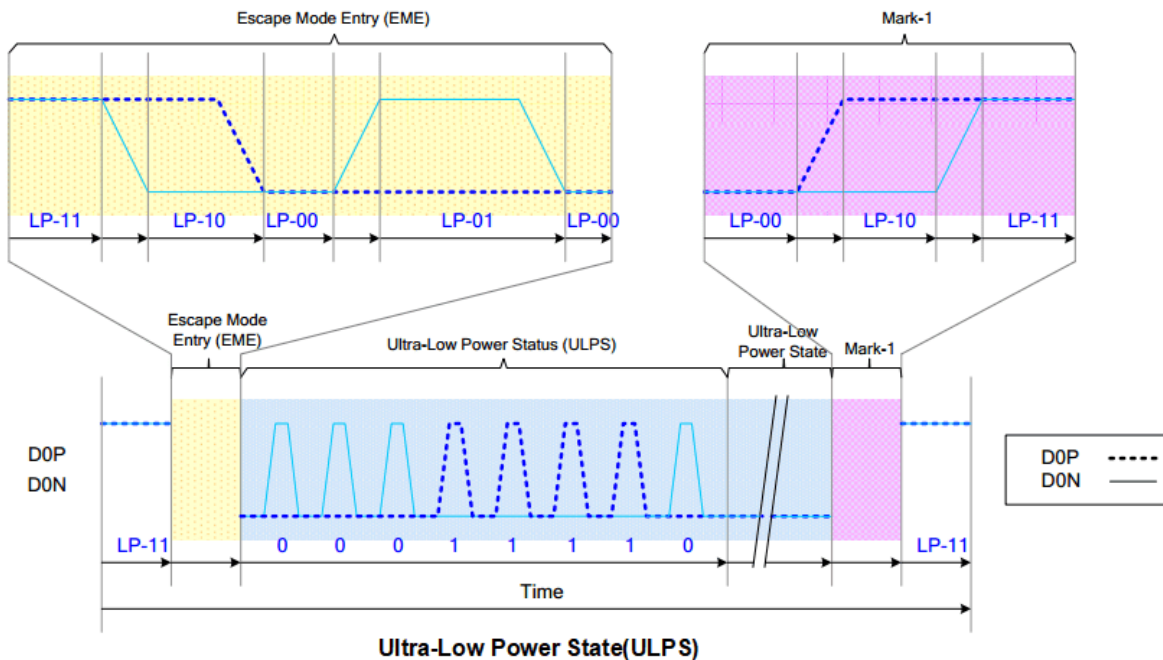 Escape Mode Entry (EME)
Mark-1
LP-11 LP-10 LP-00 LP-01 LP-00
LP-00 LP-10 LP-11
Escape Mode
Entry (EME)
Ultra-Low Power Status (ULPS)
Ultra-Low
Power State
Mark-1
D0P
D0N
D0P
D0N
LP-11 0 0 0 1 1 1 1 0 LP-11
Time
Ultra-Low Power State(ULPS)